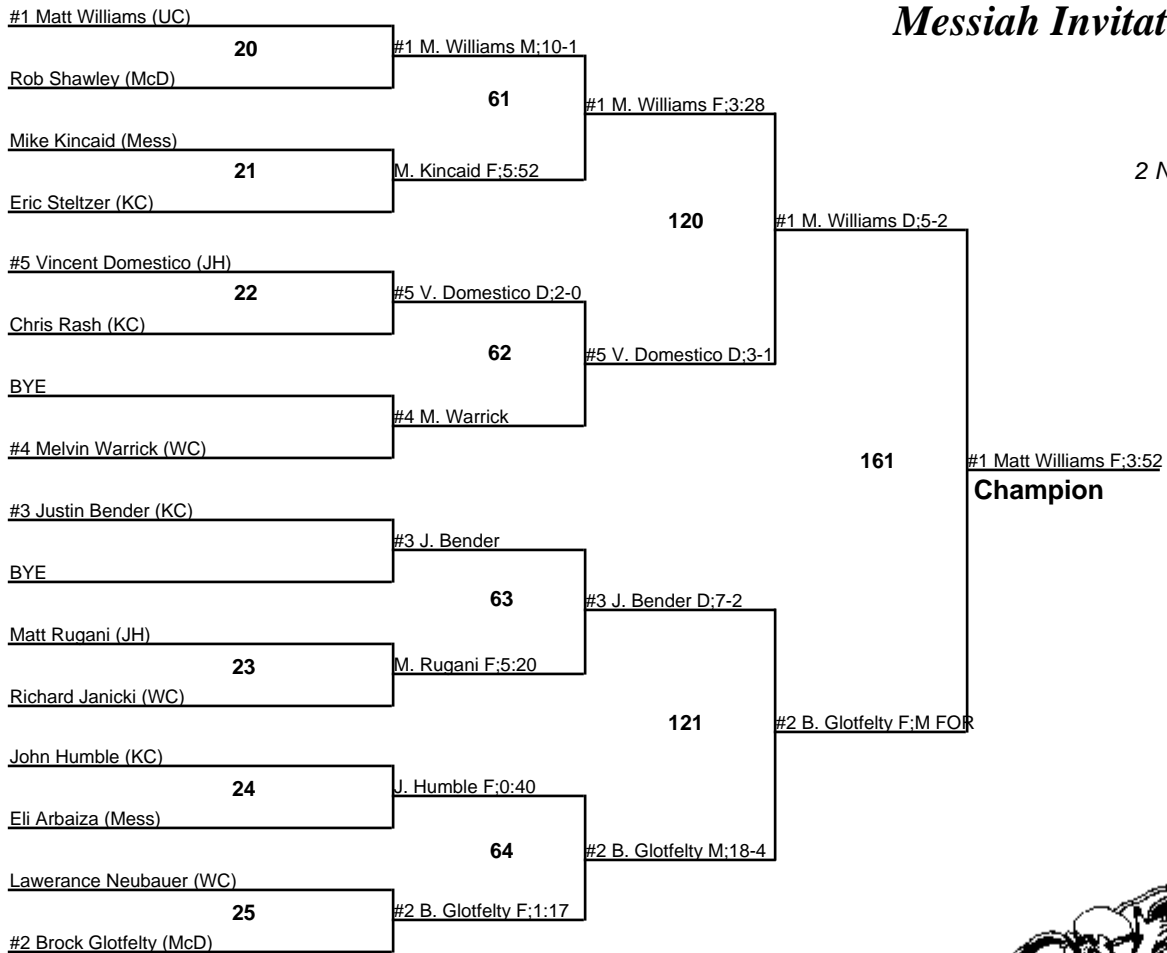 Messiah Invitat
2 N
#1 Matt Williams (UC)
20
Rob Shawley (McD)
Mike Kincaid (Mess)
21
Eric Steltzer (KC)
#5 Vincent Domestico (JH)
22
Chris Rash (KC)
BYE
#4 Melvin Warrick (WC)
#3 Justin Bender (KC)
BYE
Matt Rugani (JH)
23
Richard Janicki (WC)
John Humble (KC)
24
Eli Arbaiza (Mess)
Lawerance Neubauer (WC)
25
#2 Brock Glotfelty (McD)
#1 M. Williams M;10-1
61
M. Kincaid F;5:52
#5 V. Domestico D;2-0
62
#4 M. Warrick
#3 J. Bender
63
M. Rugani F;5:20
J. Humble F;0:40
64
#2 B. Glotfelty F;1:17
#1 M. Williams F;3:28
120
#5 V. Domestico D;3-1
#3 J. Bender D;7-2
121
#2 B. Glotfelty M;18-4
#1 M. Williams D;5-2
161
#2 B. Glotfelty F;M FOR
#1 Matt Williams F;3:52
Champion